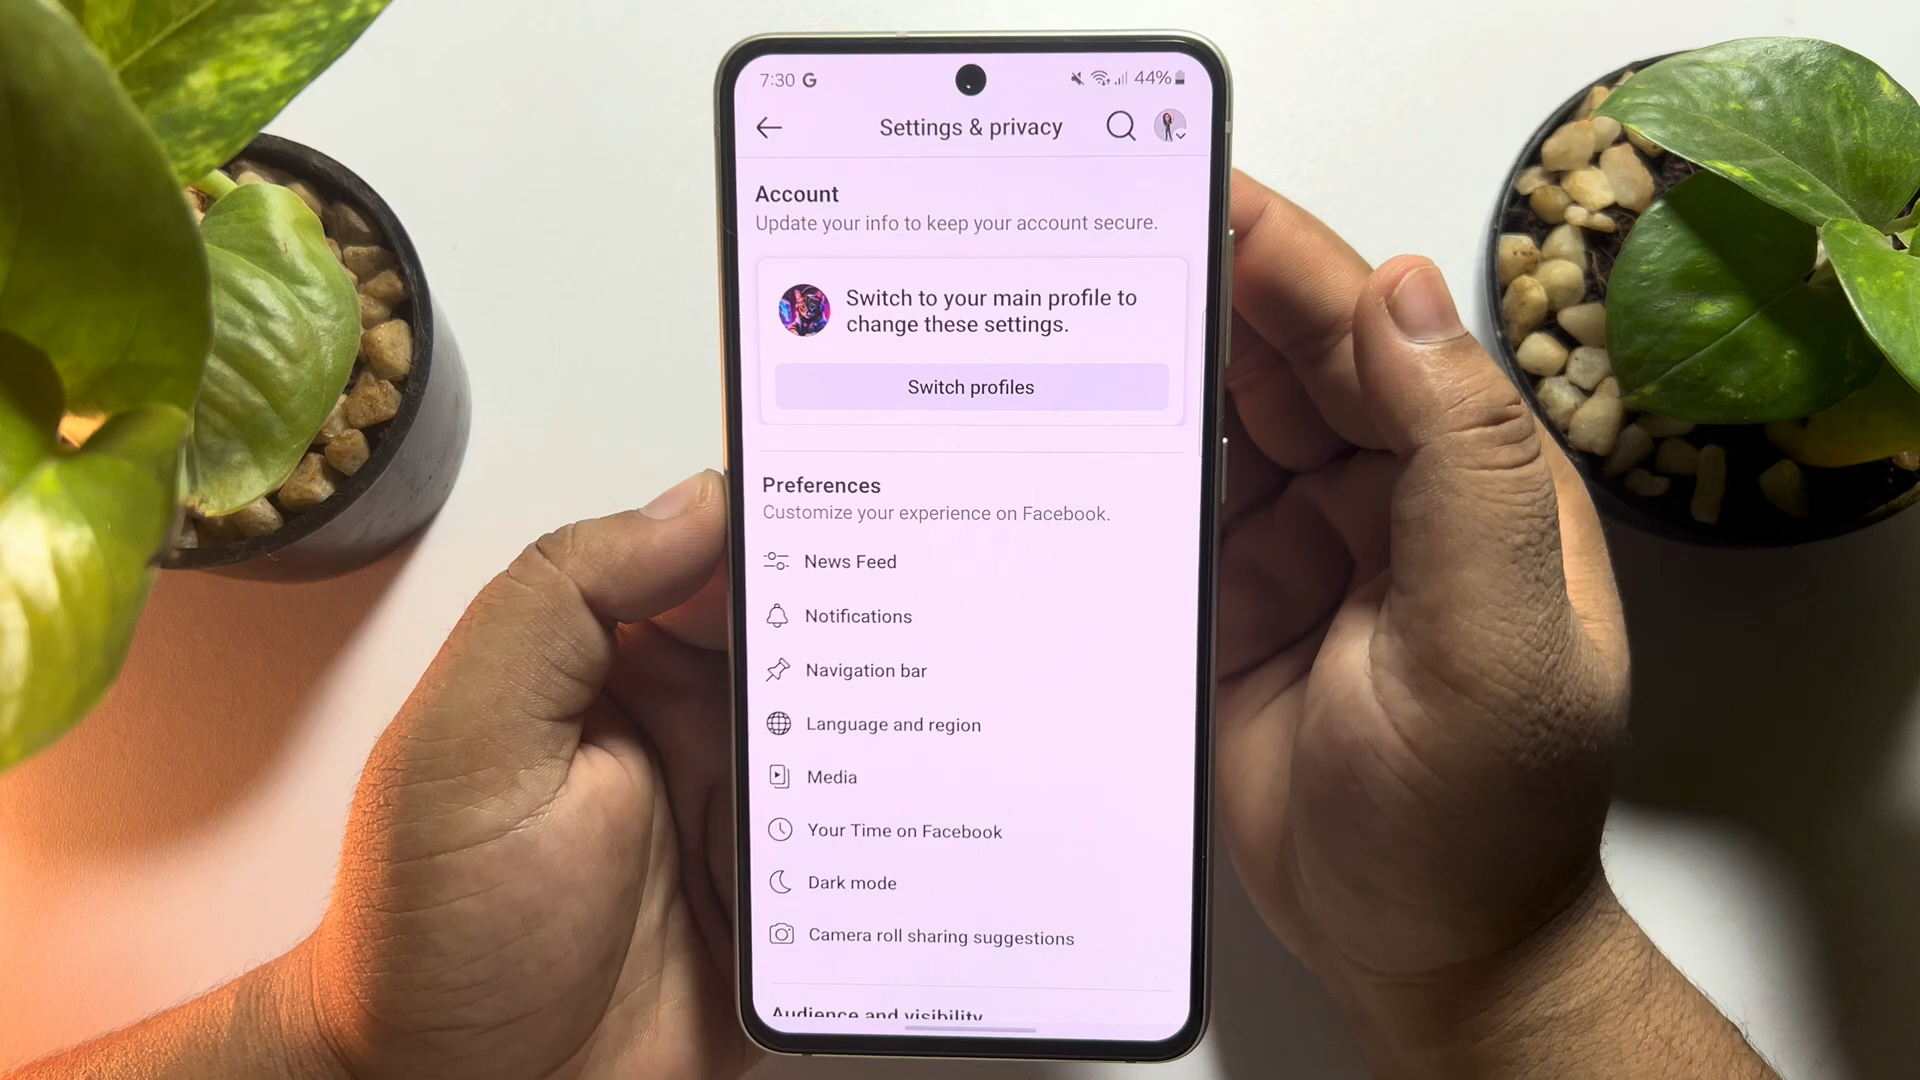 7:30 G 44%
Settings & privacy
Account
Update your info to keep your account secure.
Switch to your main profile to
change these settings.
Switch profiles
Preferences
Customize your experience on Facebook.
News Feed
Notifications
Navigation bar
Language and region
Media
Your Time on Facebook
Dark mode
Camera roll sharing suggestions
Audience and visibility